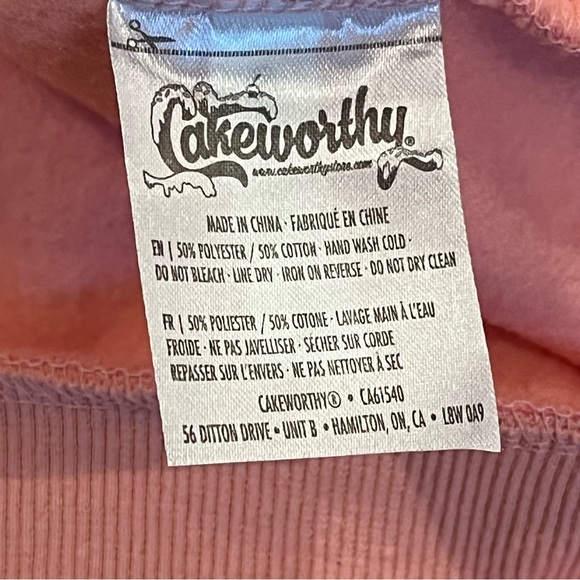 Cakeworthy®
www.cakeworthystore.com
MADE IN CHINA · FABRIQUÉ EN CHINE
EN | 50% POLYESTER / 50% COTTON · HAND WASH COLD ·
DO NOT BLEACH · LINE DRY · IRON ON REVERSE · DO NOT DRY CLEAN
FR | 50% POLIESTER / 50% COTONE · LAVAGE MAIN À L'EAU
FROIDE · NE PAS JAVELLISER · SÉCHER SUR CORDE
REPASSER SUR L'ENVERS · NE PAS NETTOYER À SEC
CAKEWORTHY® • CA61540
56 DITTON DRIVE • UNIT B • HAMILTON, ON, CA • L8W 0A9